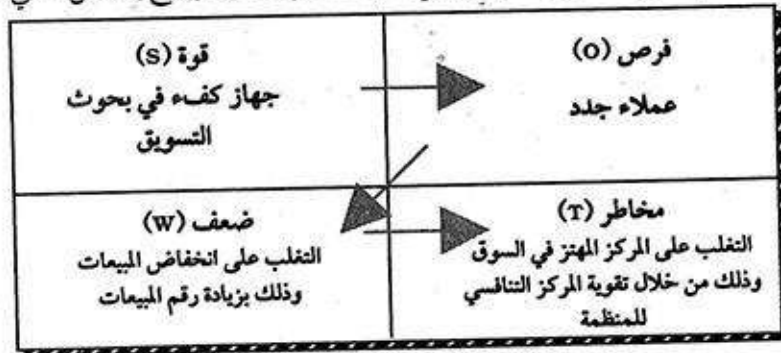 فرص (O)
عملاء جدد
قوة (S)
جهاز كفء في بحوث
التسويق
مخاطر (T)
التغلب على المركز المهتز في السوق
وذلك من خلال تقوية المركز التنافسي
للمنظمة
ضعف (W)
التغلب على انخفاض المبيعات
وذلك بزيادة رقم المبيعات